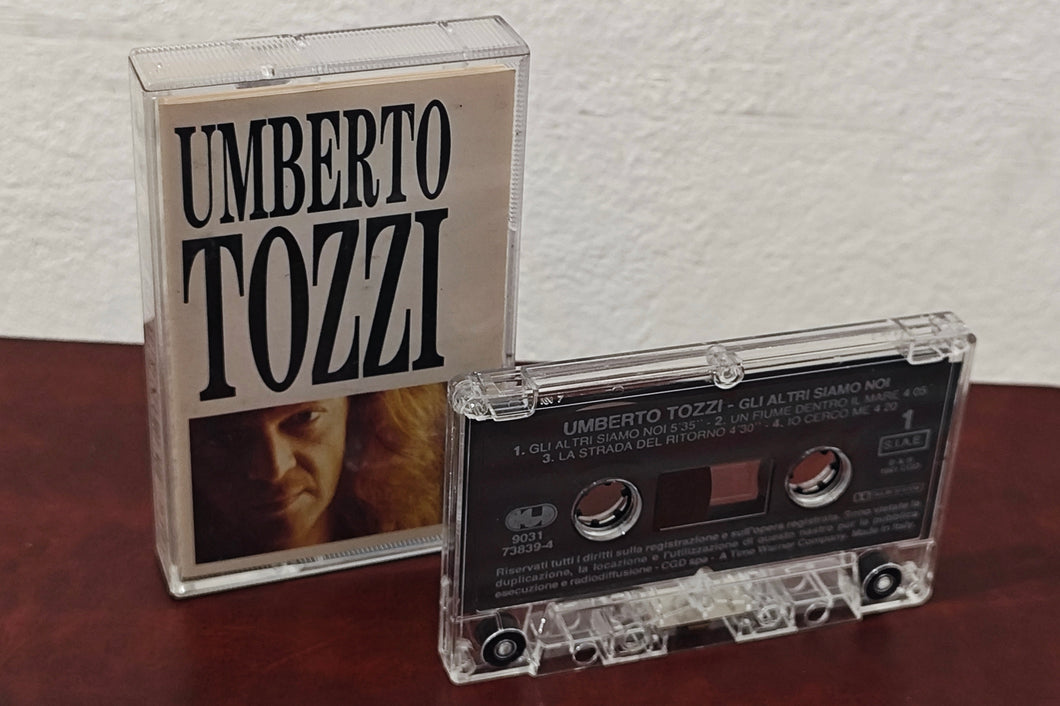 UMBERTO
TOZZI
UMBERTO TOZZI - GLI ALTRI SIAMO NOI
1. GLI ALTRI SIAMO NOI 5'35" - 2. UN FIUME DENTRO IL MARE 4'05"
3. LA STRADA DEL RITORNO 4'30" - 4. IO CERCO ME 4'20"
1
S.I.A.E.
9031
73839-4
Riservati tutti i diritti sulla registrazione e sull'opera registrata. Sono vietate la
duplicazione, la locazione e l'utilizzazione di questo nastro per la pubblica
esecuzione e radiodiffusione - CGD spa - A Time Warner Company. Made in Italy.